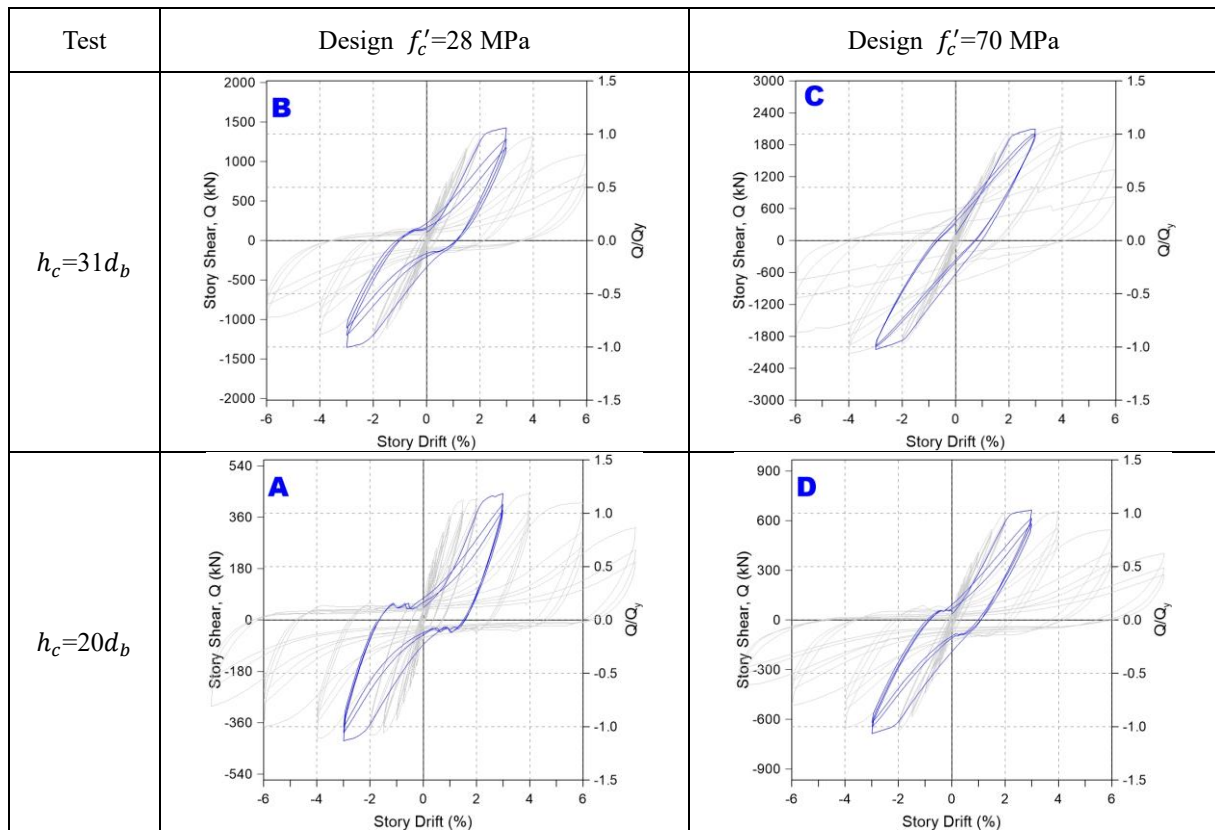 Test
Design f′c=28 MPa
Design f′c=70 MPa
hc=31db
B
2000
1500
1000
500
0
-500
-1000
-1500
-2000
Story Shear, Q (kN)
1.5
1.0
0.5
0.0
-0.5
-1.0
-1.5
Q/Qy
-6 -4 -2 0 2 4 6
Story Drift (%)
C
3000
2400
1800
1200
600
0
-600
-1200
-1800
-2400
-3000
Story Shear, Q (kN)
1.5
1.0
0.5
0.0
-0.5
-1.0
-1.5
Q/Qy
-6 -4 -2 0 2 4 6
Story Drift (%)
hc=20db
A
540
360
180
0
-180
-360
-540
Story Shear, Q (kN)
1.5
1.0
0.5
0.0
-0.5
-1.0
-1.5
Q/Qy
-6 -4 -2 0 2 4 6
Story Drift (%)
D
900
600
300
0
-300
-600
-900
Story Shear, Q (kN)
1.5
1.0
0.5
0.0
-0.5
-1.0
-1.5
Q/Qy
-6 -4 -2 0 2 4 6
Story Drift (%)